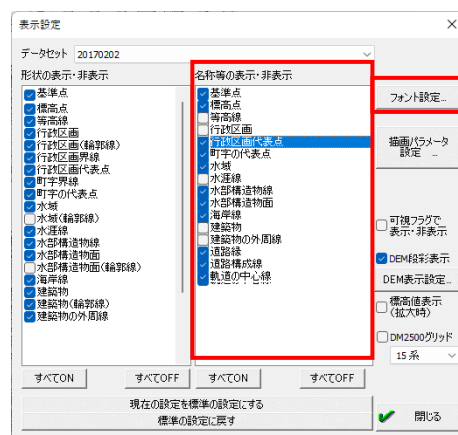 表示設定
データセット 20170202
形状の表示・非表示
基準点
標高点
等高線
行政区画
行政区画(輪郭線)
行政区画界線
行政区画代表点
町字界線
町字の代表点
水域
水域(輪郭線)
水涯線
水部構造物線
水部構造物面
水部構造物面(輪郭線)
海岸線
建築物
建築物(輪郭線)
建築物の外周線
名称等の表示・非表示
基準点
標高点
等高線
行政区画
行政区画代表点
町字の代表点
水域
水涯線
水部構造物線
水部構造物面
海岸線
建築物
建築物の外周線
道路線
道路構成線
軌道の中心線
フォント設定...
描画パラメータ
設定 ...
可視フラグで
表示・非表示
DEM段彩表示
DEM表示設定...
標高値表示
(拡大時)
DM2500グリッド
15 系
すべてON
すべてOFF
すべてON
すべてOFF
現在の設定を標準の設定にする
標準の設定に戻す
閉じる